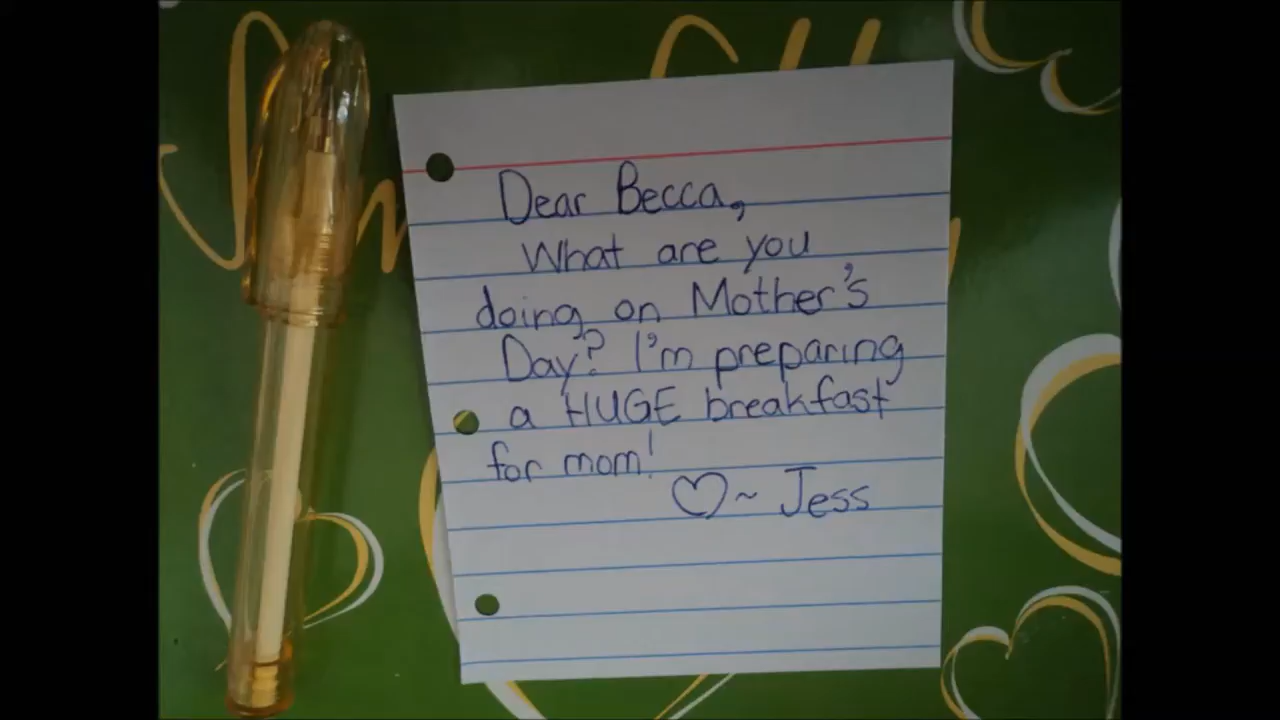 Dear Becca,
What are you
doing on Mother's
Day? I'm preparing
a HUGE breakfast
for mom!
♡~ Jess